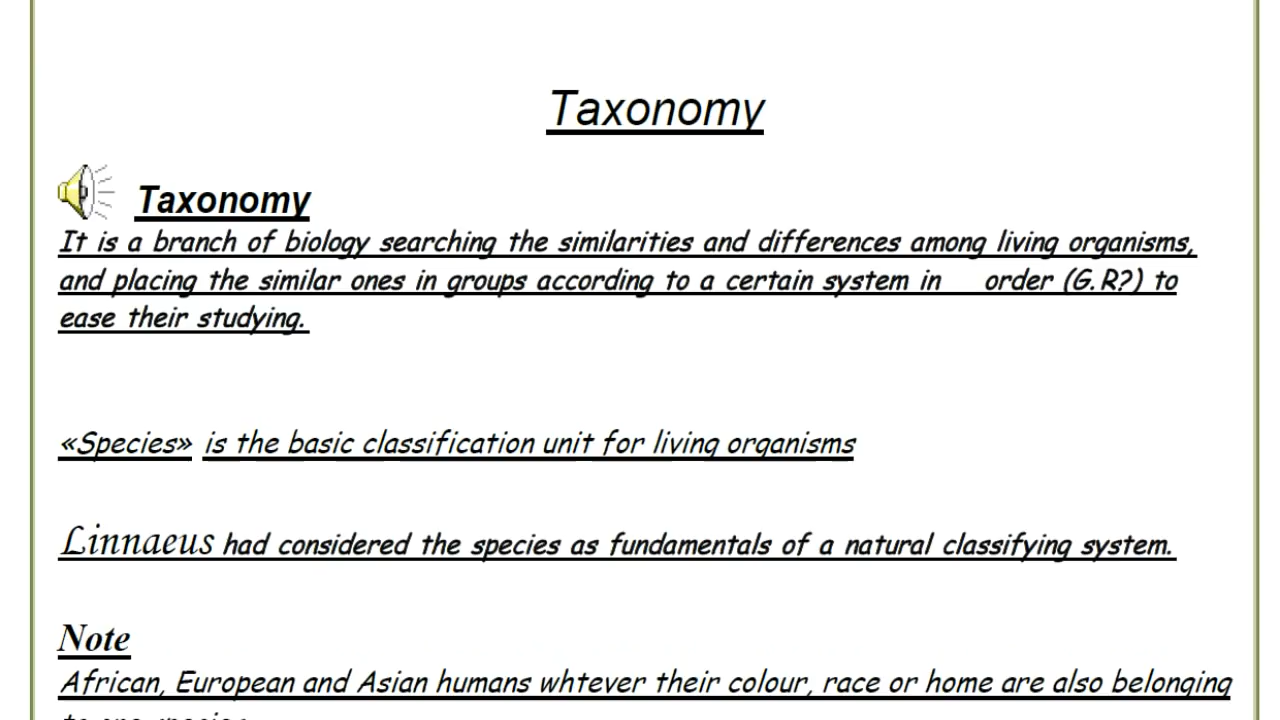 Taxonomy
Taxonomy
It is a branch of biology searching the similarities and differences among living organisms,
and placing the similar ones in groups according to a certain system in order (G.R?) to
ease their studying.
«Species» is the basic classification unit for living organisms
Linnaeus had considered the species as fundamentals of a natural classifying system.
Note
African, European and Asian humans whtever their colour, race or home are also belonging
to one species